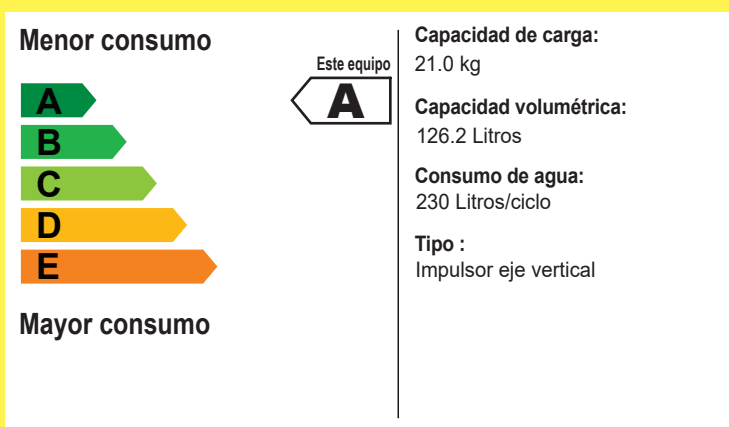 Menor consumo
A
B
C
D
E
Mayor consumo
Este equipo
A
Capacidad de carga:
21.0 kg
Capacidad volumétrica:
126.2 Litros
Consumo de agua:
230 Litros/ciclo
Tipo :
Impulsor eje vertical